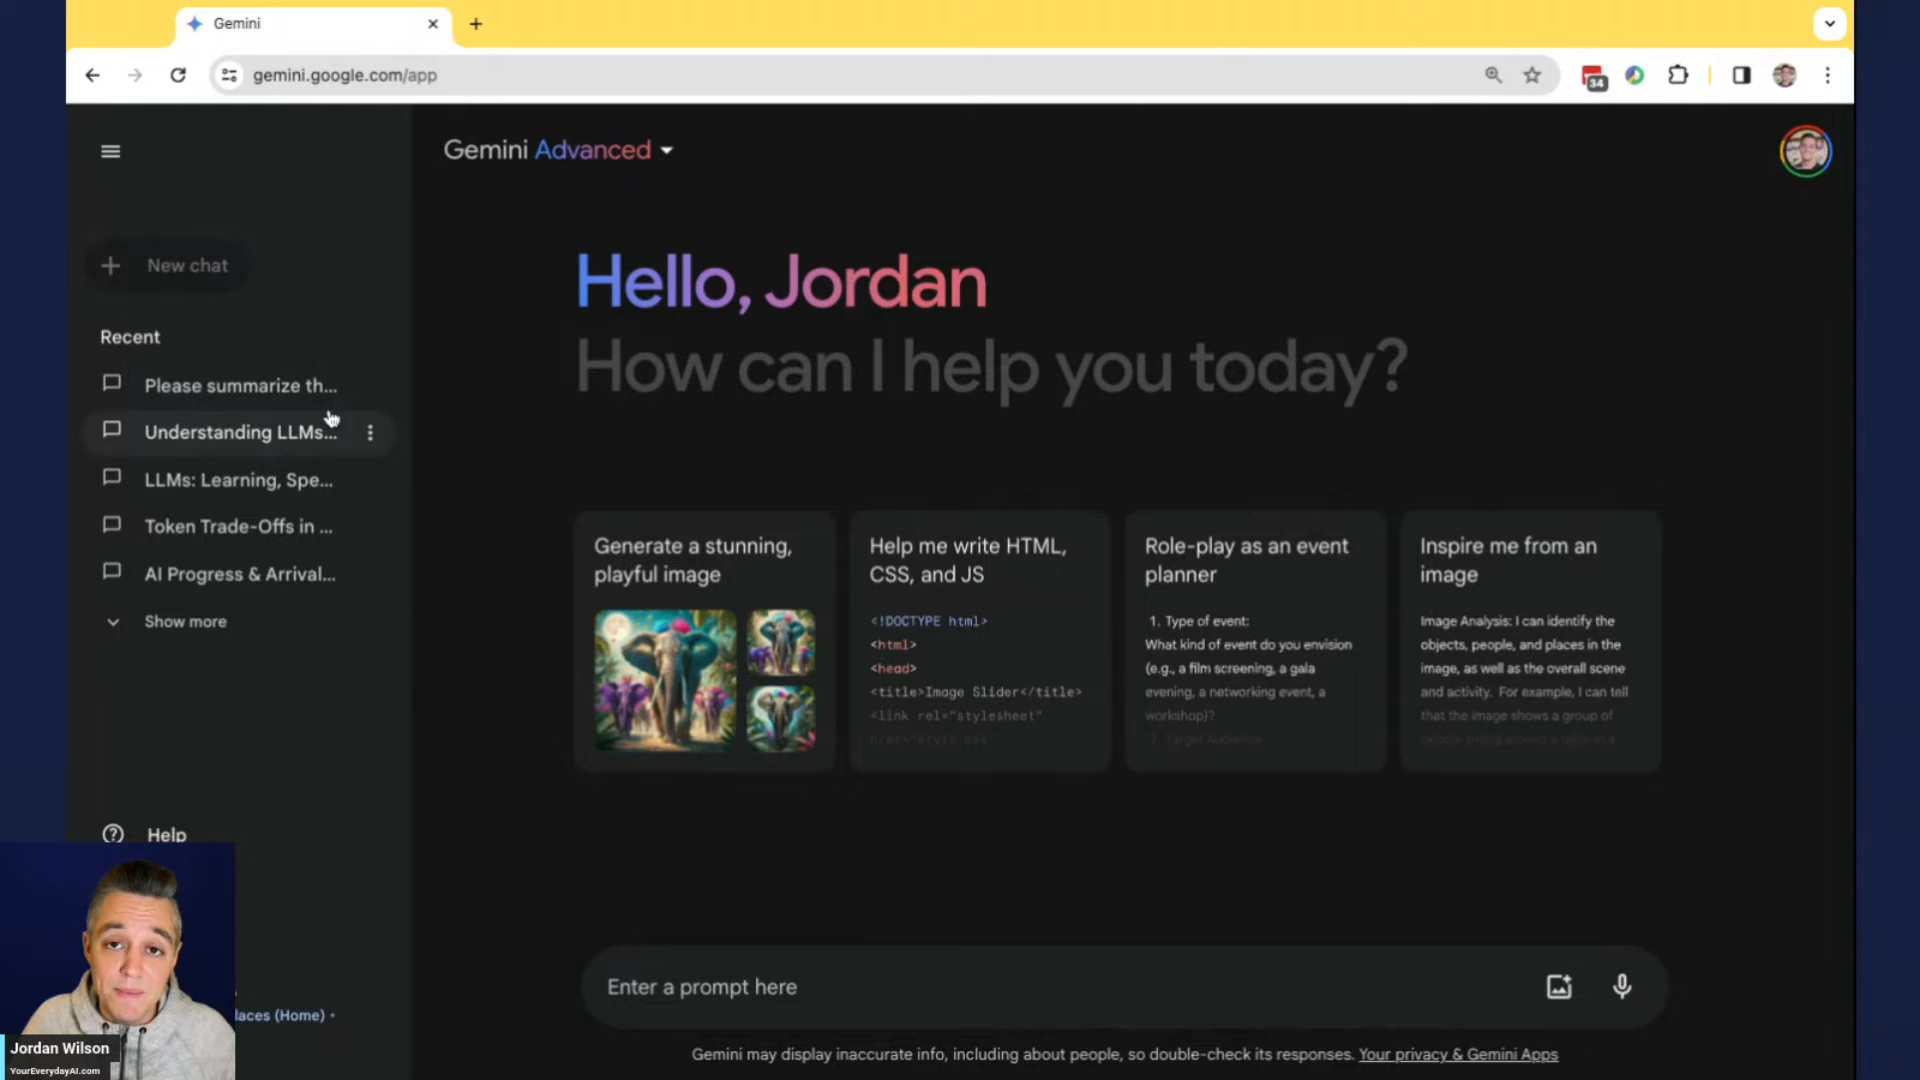 Gemini
gemini.google.com/app
34
Gemini Advanced
New chat
Recent
Please summarize th...
Understanding LLMs...
LLMs: Learning, Spe...
Token Trade-Offs in ...
AI Progress & Arrival...
Show more
Help
laces (Home) •
Hello, Jordan
How can I help you today?
Generate a stunning,
playful image
Help me write HTML,
CSS, and JS
<!DOCTYPE html>
<html>
<head>
<title>Image Slider</title>
<link rel="stylesheet"
Role-play as an event
planner
1. Type of event:
What kind of event do you envision
(e.g., a film screening, a gala
evening, a networking event, a
workshop)?
Inspire me from an
image
Image Analysis: I can identify the
objects, people, and places in the
image, as well as the overall scene
and activity. For example, I can tell
that the image shows a group of
Enter a prompt here
Gemini may display inaccurate info, including about people, so double-check its responses. Your privacy & Gemini Apps
Jordan Wilson
YourEverydayAI.com